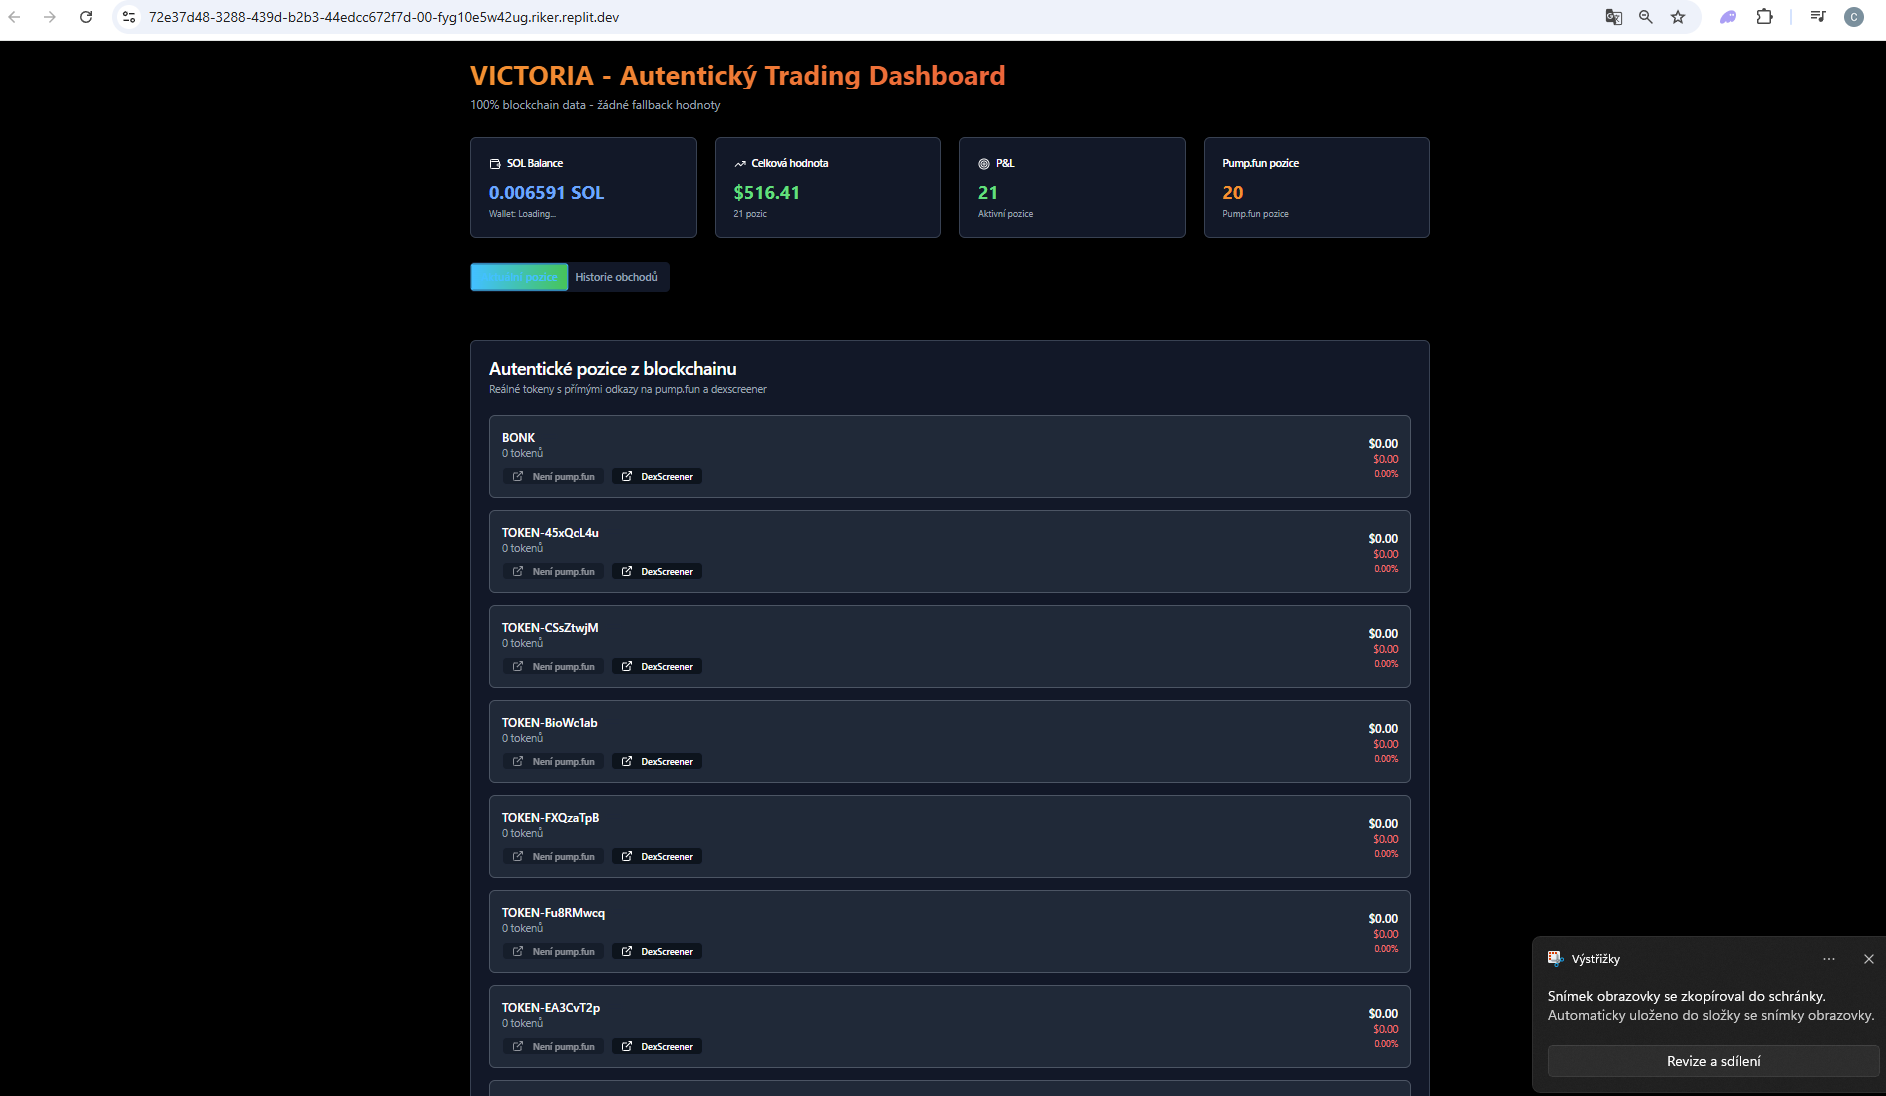 72e37d48-3288-439d-b2b3-44edcc672f7d-00-fyg10e5w42ug.riker.replit.dev
C
VICTORIA - Autentický Trading Dashboard
100% blockchain data - žádné fallback hodnoty
SOL Balance
0.006591 SOL
Wallet: Loading...
Celková hodnota
$516.41
21 pozic
P&L
21
Aktivní pozice
Pump.fun pozice
20
Pump.fun pozice
pozice
Historie obchodů
Autentické pozice z blockchainu
Reálné tokeny s přímými odkazy na pump.fun a dexscreener
BONK
0 tokenů
Není pump.fun
DexScreener
$0.00
$0.00
0.00%
TOKEN-45xQcL4u
0 tokenů
Není pump.fun
DexScreener
$0.00
$0.00
0.00%
TOKEN-CSsZtwjM
0 tokenů
Není pump.fun
DexScreener
$0.00
$0.00
0.00%
TOKEN-BioWc1ab
0 tokenů
Není pump.fun
DexScreener
$0.00
$0.00
0.00%
TOKEN-FXQzaTpB
0 tokenů
Není pump.fun
DexScreener
$0.00
$0.00
0.00%
TOKEN-Fu8RMwcq
0 tokenů
Není pump.fun
DexScreener
$0.00
$0.00
0.00%
TOKEN-EA3CvT2p
0 tokenů
Není pump.fun
DexScreener
$0.00
$0.00
0.00%
Výstřižky
Snímek obrazovky se zkopíroval do schránky.
Automaticky uloženo do složky se snímky obrazovky.
Revize a sdílení